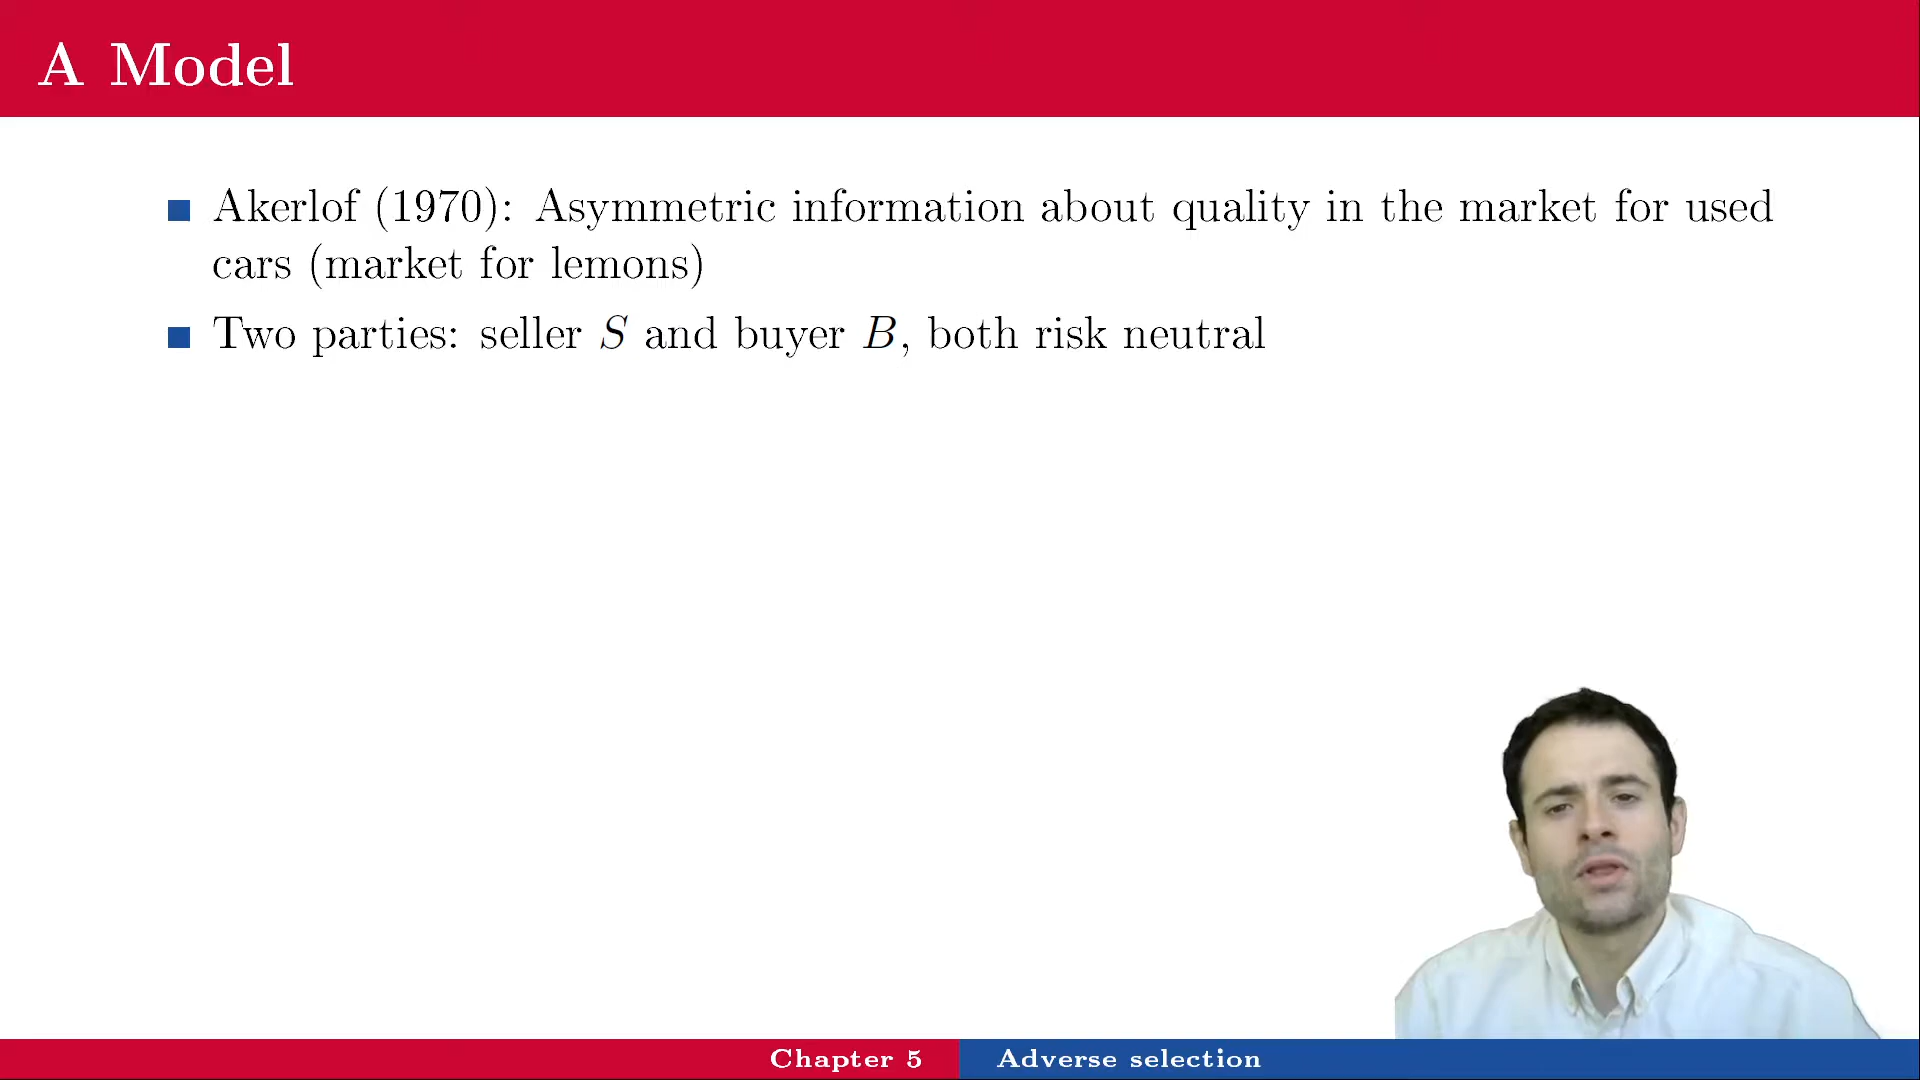 A Model
Akerlof (1970): Asymmetric information about quality in the market for used
cars (market for lemons)
Two parties: seller S and buyer B, both risk neutral
Chapter 5
Adverse selection